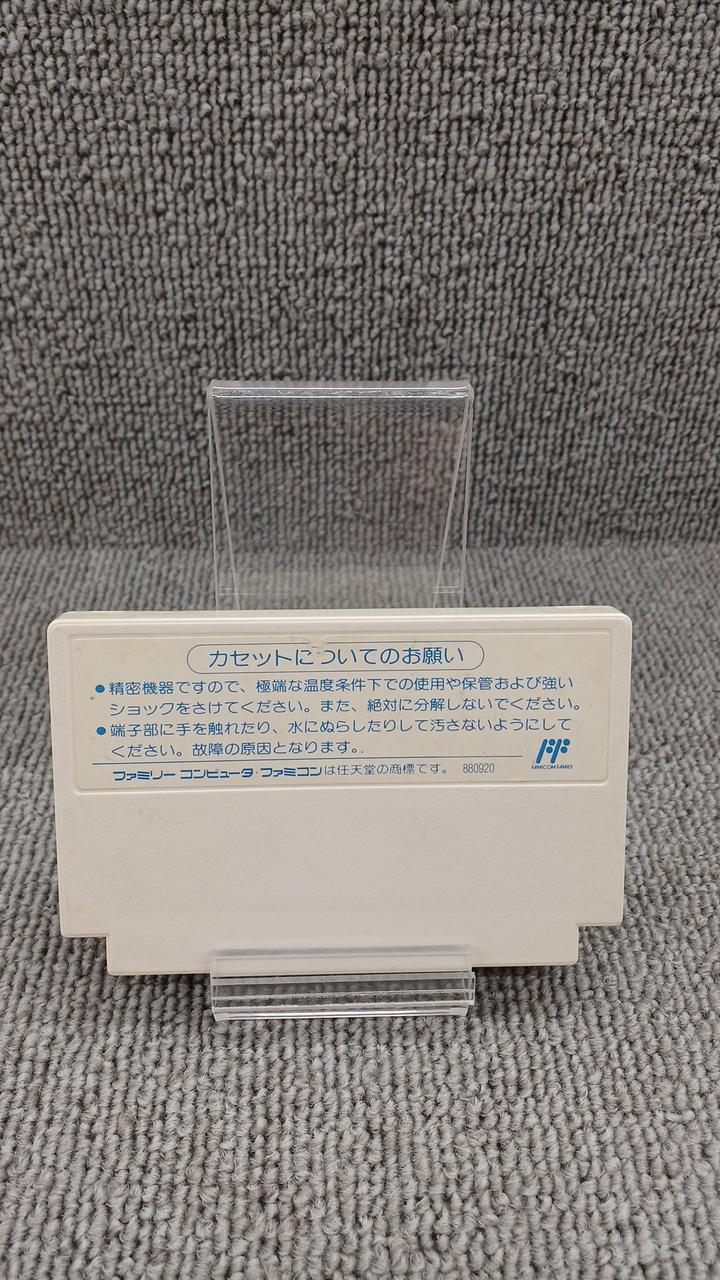 カセットについてのお願い
●精密機器ですので、極端な温度条件下での使用や保管および強い
ショックをさけてください。また、絶対に分解しないでください。
●端子部に手を触れたり、水にぬらしたりして汚さないようにして
ください。故障の原因となります。
ファミリーコンピュータ・ファミコンは任天堂の商標です。 880920
FAMICOM FAMILY